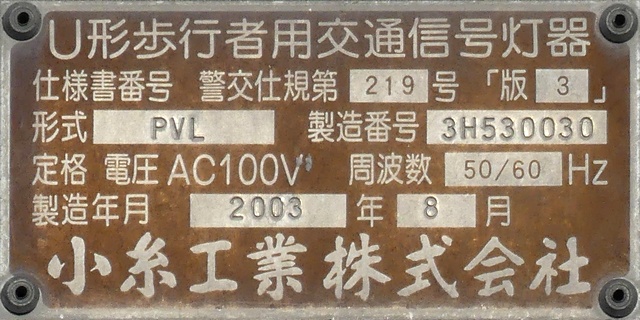 U形歩行者用交通信号灯器
仕様書番号 警交仕規第 219 号 「版 3 」
形式 PVL 製造番号 3H530030
定格 電圧 AC100V 周波数 50/60 Hz
製造年月 2003 年 8 月
小糸工業株式会社